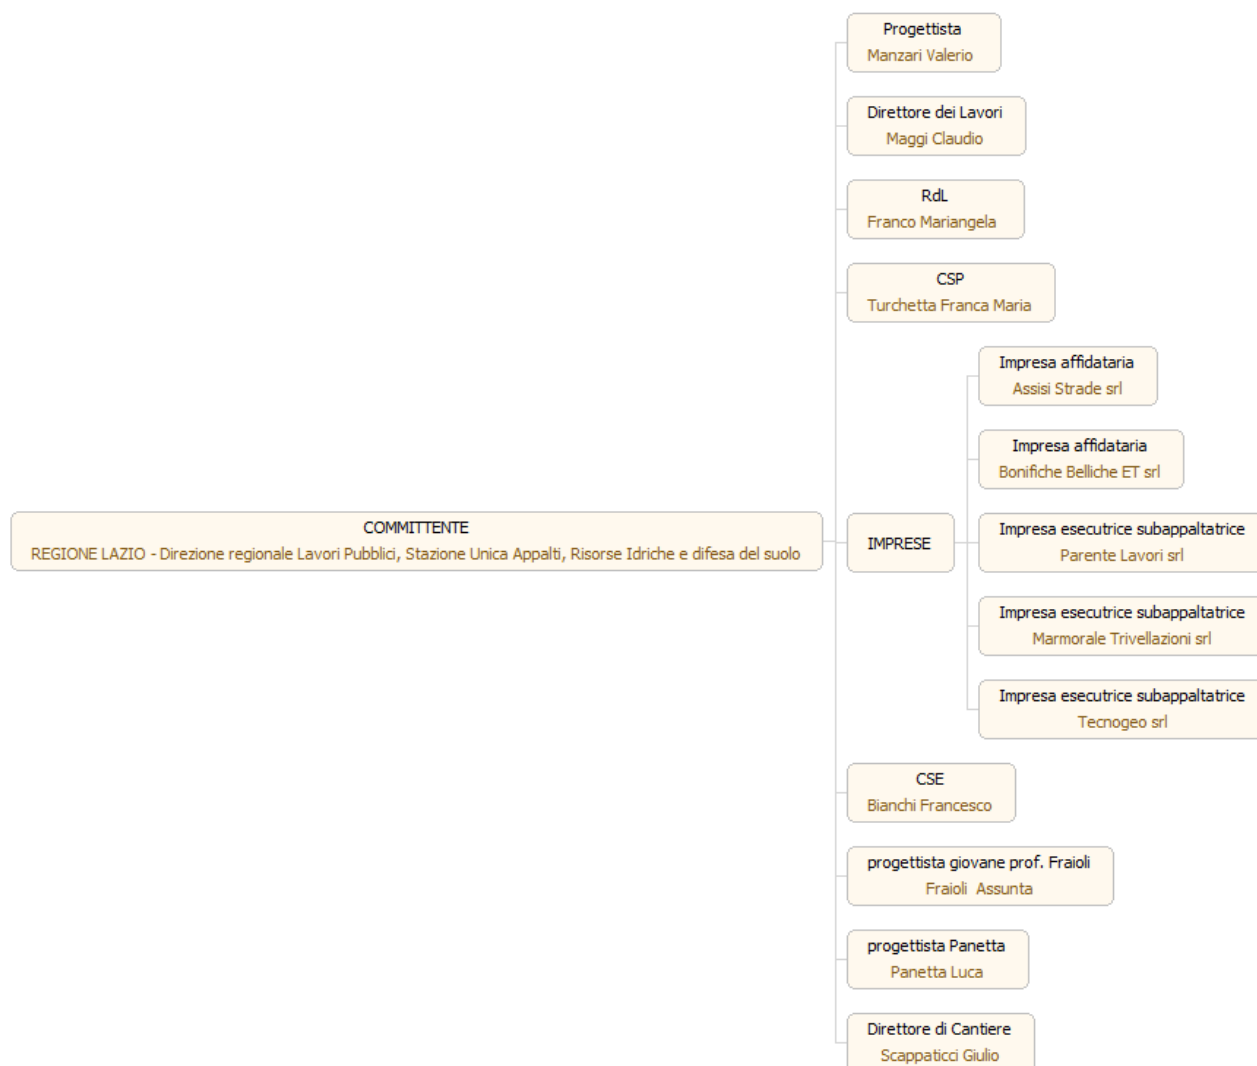 Progettista
Manzari Valerio
Direttore dei Lavori
Maggi Claudio
RdL
Franco Mariangela
CSP
Turchetta Franca Maria
Impresa affidataria
Assisi Strade srl
Impresa affidataria
Bonifiche Belliche ET srl
COMMITTENTE
REGIONE LAZIO - Direzione regionale Lavori Pubblici, Stazione Unica Appalti, Risorse Idriche e difesa del suolo
IMPRESE
Impresa esecutrice subappaltatrice
Parente Lavori srl
Impresa esecutrice subappaltatrice
Marmorale Trivellazioni srl
Impresa esecutrice subappaltatrice
Tecnogeo srl
CSE
Bianchi Francesco
progettista giovane prof. Fraioli
Fraioli  Assunta
progettista Panetta
Panetta Luca
Direttore di Cantiere
Scappaticci Giulio